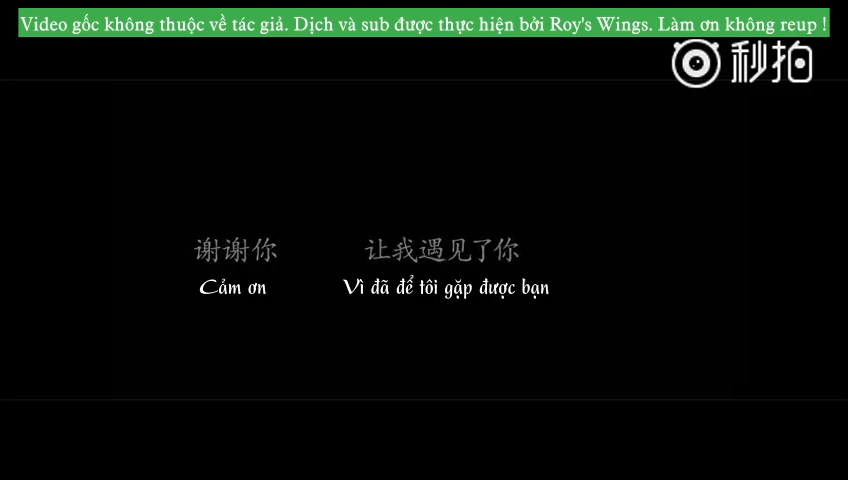 Video gốc không thuộc về tác giả. Dịch và sub được thực hiện bởi Roy's Wings. Làm ơn không reup !
秒拍
谢谢你 让我遇见了你
Cảm ơn Vì đã để tôi gặp được bạn